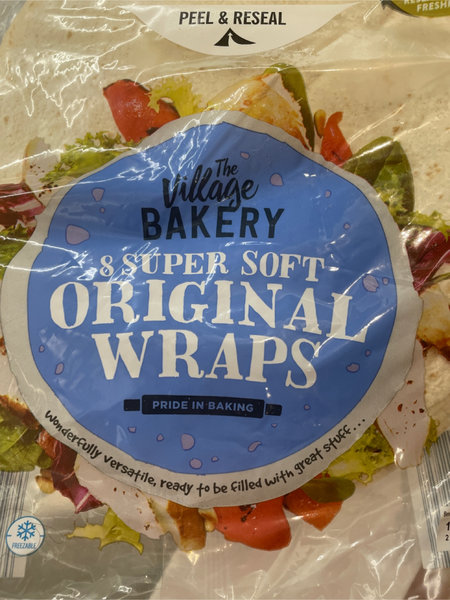 PEEL & RESEAL
FRESHN
The
Village
BAKERY
8 SUPER SOFT
ORIGINAL
WRAPS
PRIDE IN BAKING
Wonderfully versatile, ready to be filled with great stuff...
FREEZABLE